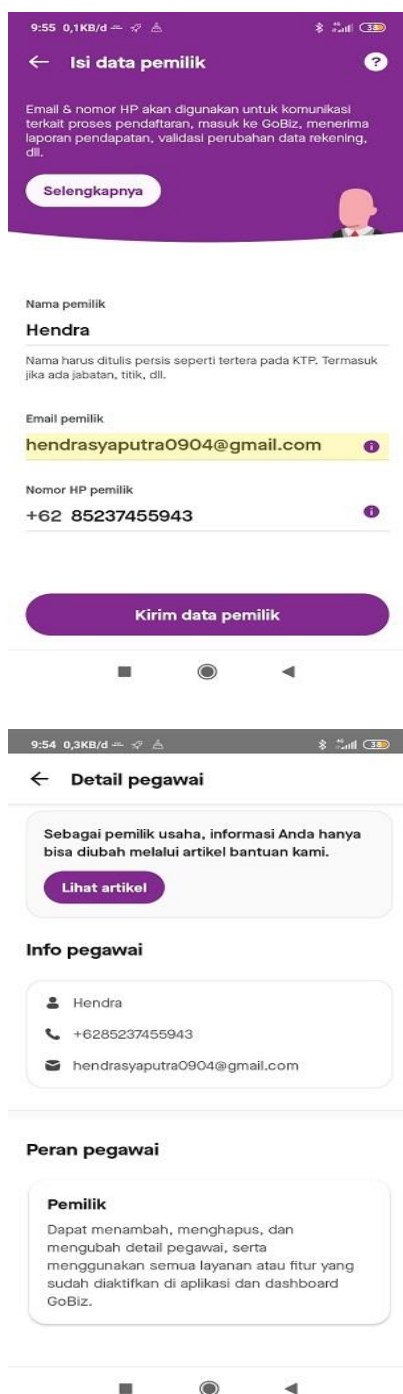 9:55 0,1KB/d
Isi data pemilik
?
Email & nomor HP akan digunakan untuk komunikasi
terkait proses pendaftaran, masuk ke GoBiz, menerima
laporan pendapatan, validasi perubahan data rekening,
dll.
Selengkapnya
Nama pemilik
Hendra
Nama harus ditulis persis seperti tertera pada KTP. Termasuk
jika ada jabatan, titik, dll.
Email pemilik
hendrasyaputra0904@gmail.com
Nomor HP pemilik
+62 85237455943
Kirim data pemilik
9:54 0,3KB/d
Detail pegawai
Sebagai pemilik usaha, informasi Anda hanya
bisa diubah melalui artikel bantuan kami.
Lihat artikel
Info pegawai
Hendra
+6285237455943
hendrasyaputra0904@gmail.com
Peran pegawai
Pemilik
Dapat menambah, menghapus, dan
mengubah detail pegawai, serta
menggunakan semua layanan atau fitur yang
sudah diaktifkan di aplikasi dan dashboard
GoBiz.